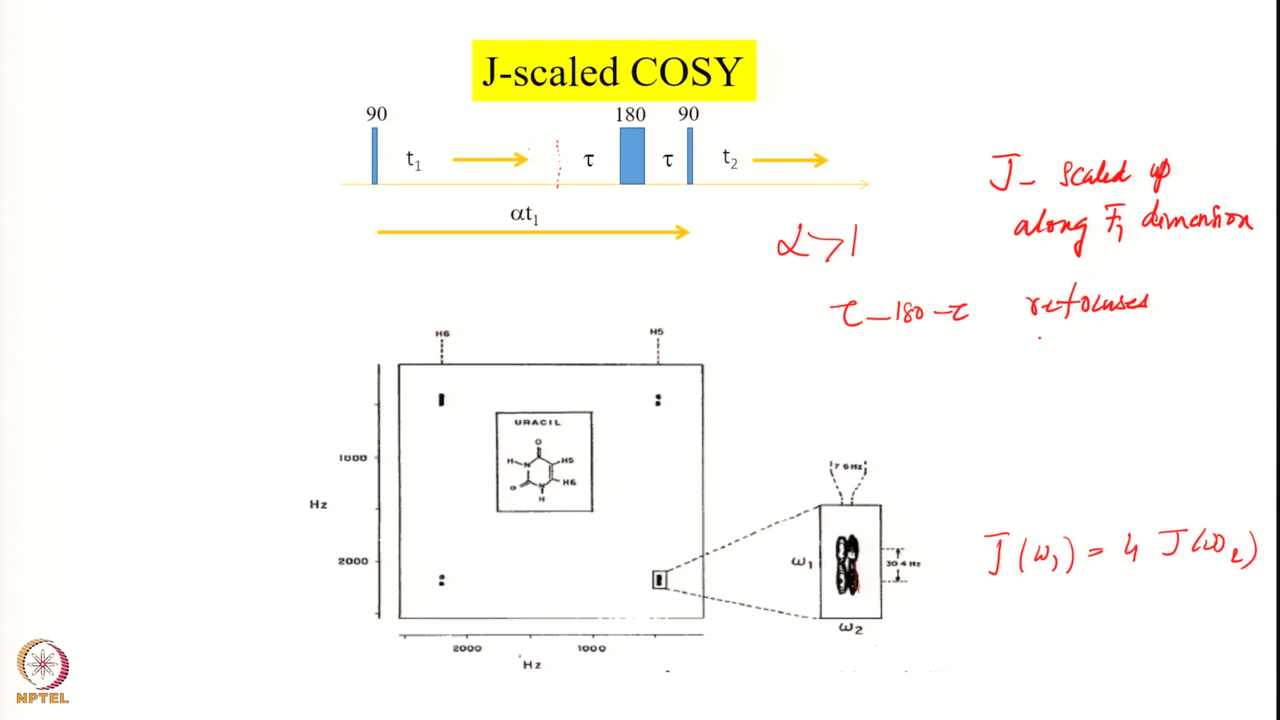 J-scaled COSY
90
180
90
t₁
τ
τ
t₂
αt₁
α>1
J- scaled up
along F₁ dimension
τ-180-τ refocuses
H6
H5
URACIL
O
H
N
H5
O
N
H6
H
1000
Hz
2000
2000
1000
Hz
7 6 Hz
ω₁
30 4 Hz
ω₂
J(ω₁) = 4 J(ω₂)
NPTEL